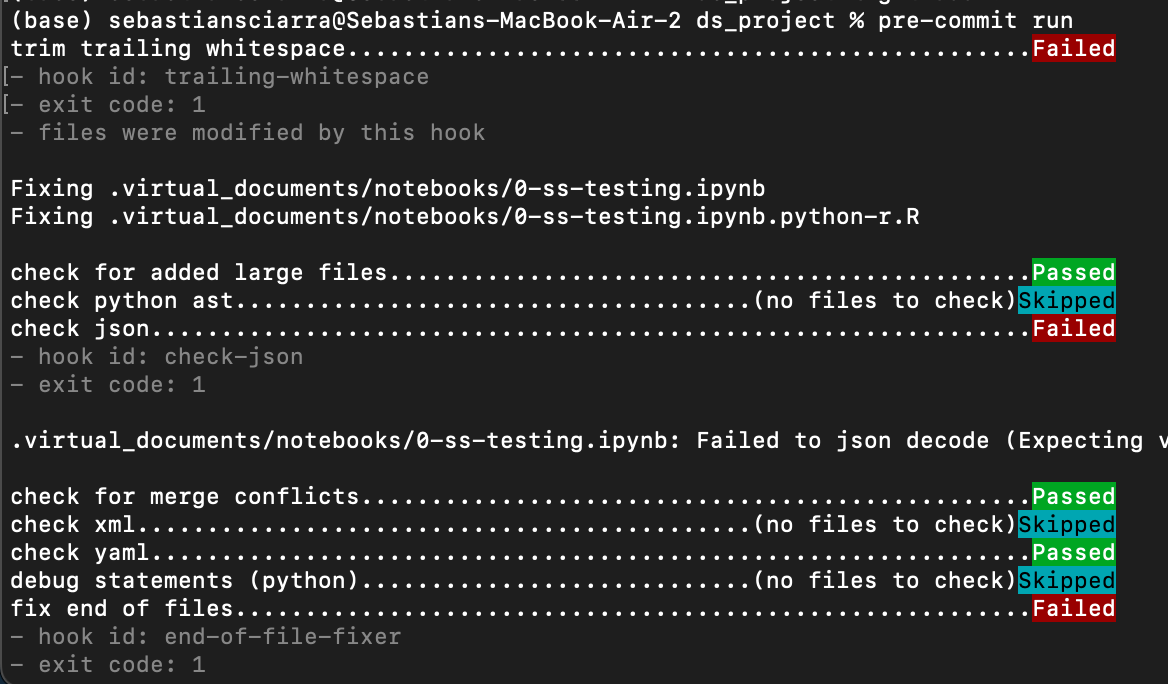 (base) sebastiansciarra@Sebastians-MacBook-Air-2 ds_project % pre-commit run
trim trailing whitespace.................................................Failed
[- hook id: trailing-whitespace
[- exit code: 1
- files were modified by this hook
Fixing .virtual_documents/notebooks/0-ss-testing.ipynb
Fixing .virtual_documents/notebooks/0-ss-testing.ipynb.python-r.R
check for added large files..............................................Passed
check python ast.....................................(no files to check)Skipped
check json...............................................................Failed
- hook id: check-json
- exit code: 1
.virtual_documents/notebooks/0-ss-testing.ipynb: Failed to json decode (Expecting
check for merge conflicts................................................Passed
check xml............................................(no files to check)Skipped
check yaml...............................................................Passed
debug statements (python)............................(no files to check)Skipped
fix end of files.........................................................Failed
- hook id: end-of-file-fixer
- exit code: 1